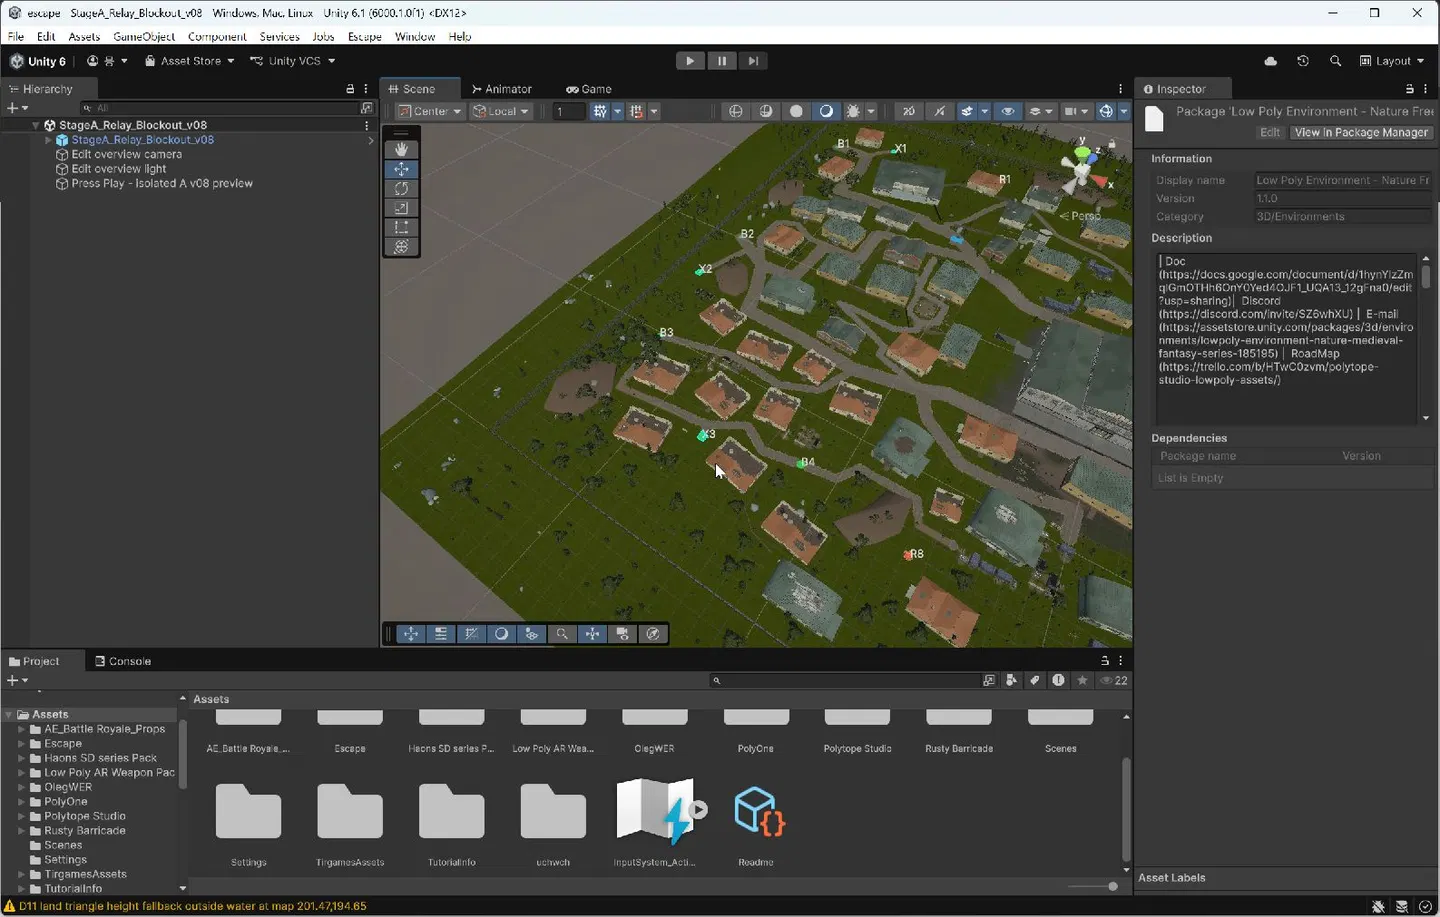 escape - StageA_Relay_Blockout_v08 - Windows, Mac, Linux - Unity 6.1 (6000.1.0f1) <DX12>
File Edit Assets GameObject Component Services Jobs Escape Window Help
Unity 6 Asset Store Unity VCS Layout
Hierarchy
All
StageA_Relay_Blockout_v08
StageA_Relay_Blockout_v08
Edit overview camera
Edit overview light
Press Play - isolated A v08 preview
Scene Animator Game
Center Local 1 2D
B1
X1
R1
y
z
x
Persp
B2
X2
B3
X3
B4
R8
Inspector
Package 'Low Poly Environment - Nature Free
Edit View in Package Manager
Information
Display name Low Poly Environment - Nature Fr
Version 1.1.0
Category 3D/Environments
Description
| Doc
(https://docs.google.com/document/d/1hynYlzZm
qIGmOTHh6OnY0Yed4OJF1_UQA13_12gFna0/edit
?usp=sharing)| Discord
(https://discord.com/invite/SZ6whXU) | E-mail
(https://assetstore.unity.com/packages/3d/enviro
nments/lowpoly-environment-nature-medieval-
fantasy-series-185195) | RoadMap
(https://trello.com/b/HTwC0zvm/polytope-
studio-lowpoly-assets/)
Dependencies
Package name Version
List is Empty
Asset Labels
Project Console
22
Assets
AE_Battle Royale_Props
Escape
Haons SD series Pack
Low Poly AR Weapon Pac
OlegWER
PolyOne
Polytope Studio
Rusty Barricade
Scenes
Settings
TirgamesAssets
TutorialInfo
Assets
AE_Battle Royale_... Escape Haons SD series P... Low Poly AR Wea... OlegWER PolyOne Polytope Studio Rusty Barricade Scenes
Settings TirgamesAssets TutorialInfo uchwch InputSystem_Acti... Readme
D11 land triangle height fallback outside water at map 201.47,194.65